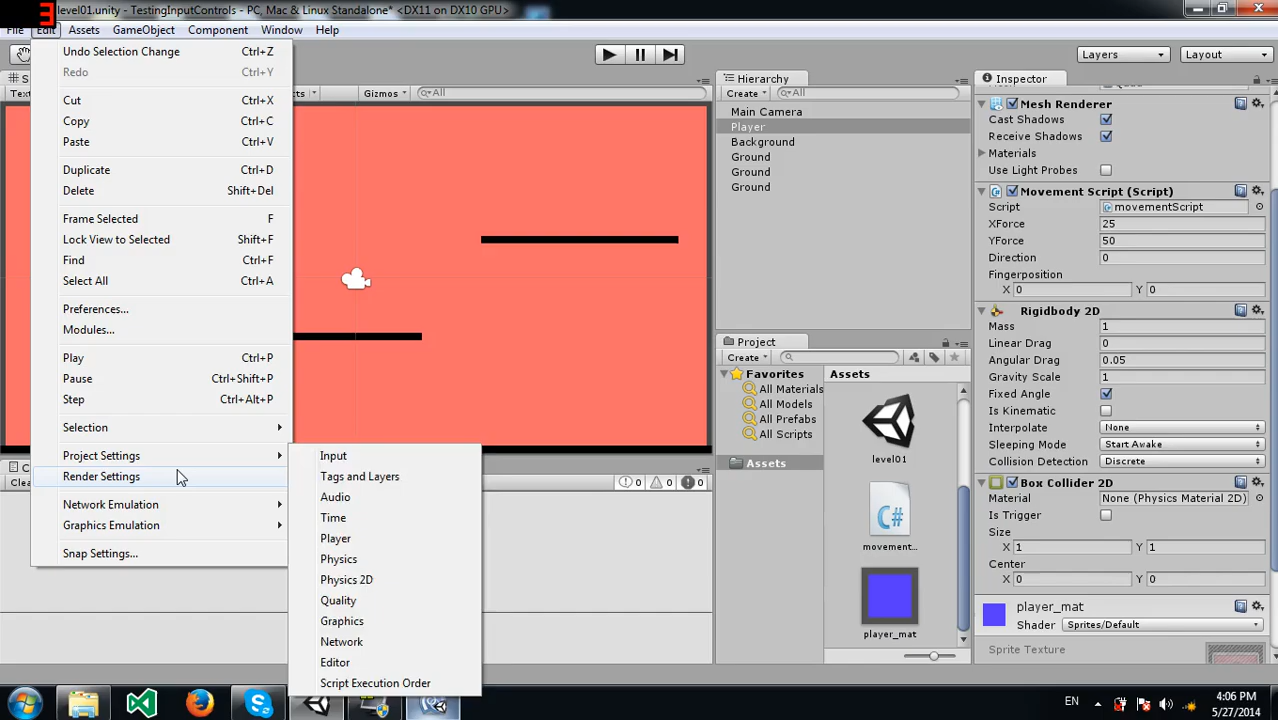 level01.unity - TestingInputControls - PC, Mac & Linux Standalone* <DX11 on DX10 GPU>
3
File Edit Assets GameObject Component Window Help
Layers Layout
Undo Selection Change Ctrl+Z
Redo Ctrl+Y
Cut Ctrl+X
Copy Ctrl+C
Paste Ctrl+V
Duplicate Ctrl+D
Delete Shift+Del
Frame Selected F
Lock View to Selected Shift+F
Find Ctrl+F
Select All Ctrl+A
Preferences...
Modules...
Play Ctrl+P
Pause Ctrl+Shift+P
Step Ctrl+Alt+P
Selection
Project Settings
Render Settings
Network Emulation
Graphics Emulation
Snap Settings...
Input
Tags and Layers
Audio
Time
Player
Physics
Physics 2D
Quality
Graphics
Network
Editor
Script Execution Order
Gizmos All
0 0 0
Hierarchy
Create All
Main Camera
Player
Background
Ground
Ground
Ground
Project
Create
Favorites
All Materials
All Models
All Prefabs
All Scripts
Assets
Assets
level01
movement...
player_mat
Inspector
Mesh Renderer
Cast Shadows
Receive Shadows
Materials
Use Light Probes
Movement Script (Script)
Script movementScript
XForce 25
YForce 50
Direction 0
Fingerposition
X 0 Y 0
Rigidbody 2D
Mass 1
Linear Drag 0
Angular Drag 0.05
Gravity Scale 1
Fixed Angle
Is Kinematic
Interpolate None
Sleeping Mode Start Awake
Collision Detection Discrete
Box Collider 2D
Material None (Physics Material 2D)
Is Trigger
Size
X 1 Y 1
Center
X 0 Y 0
player_mat
Shader Sprites/Default
Sprite Texture
EN
4:06 PM
5/27/2014